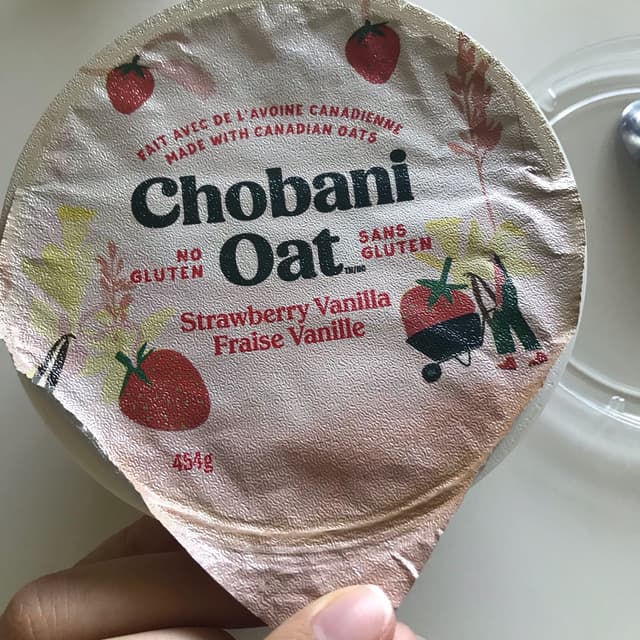 FAIT AVEC DE L'AVOINE CANADIENNE
MADE WITH CANADIAN OATS
Chobani
Oat
NO
GLUTEN
SANS
GLUTEN
Strawberry Vanilla
Fraise Vanille
454g